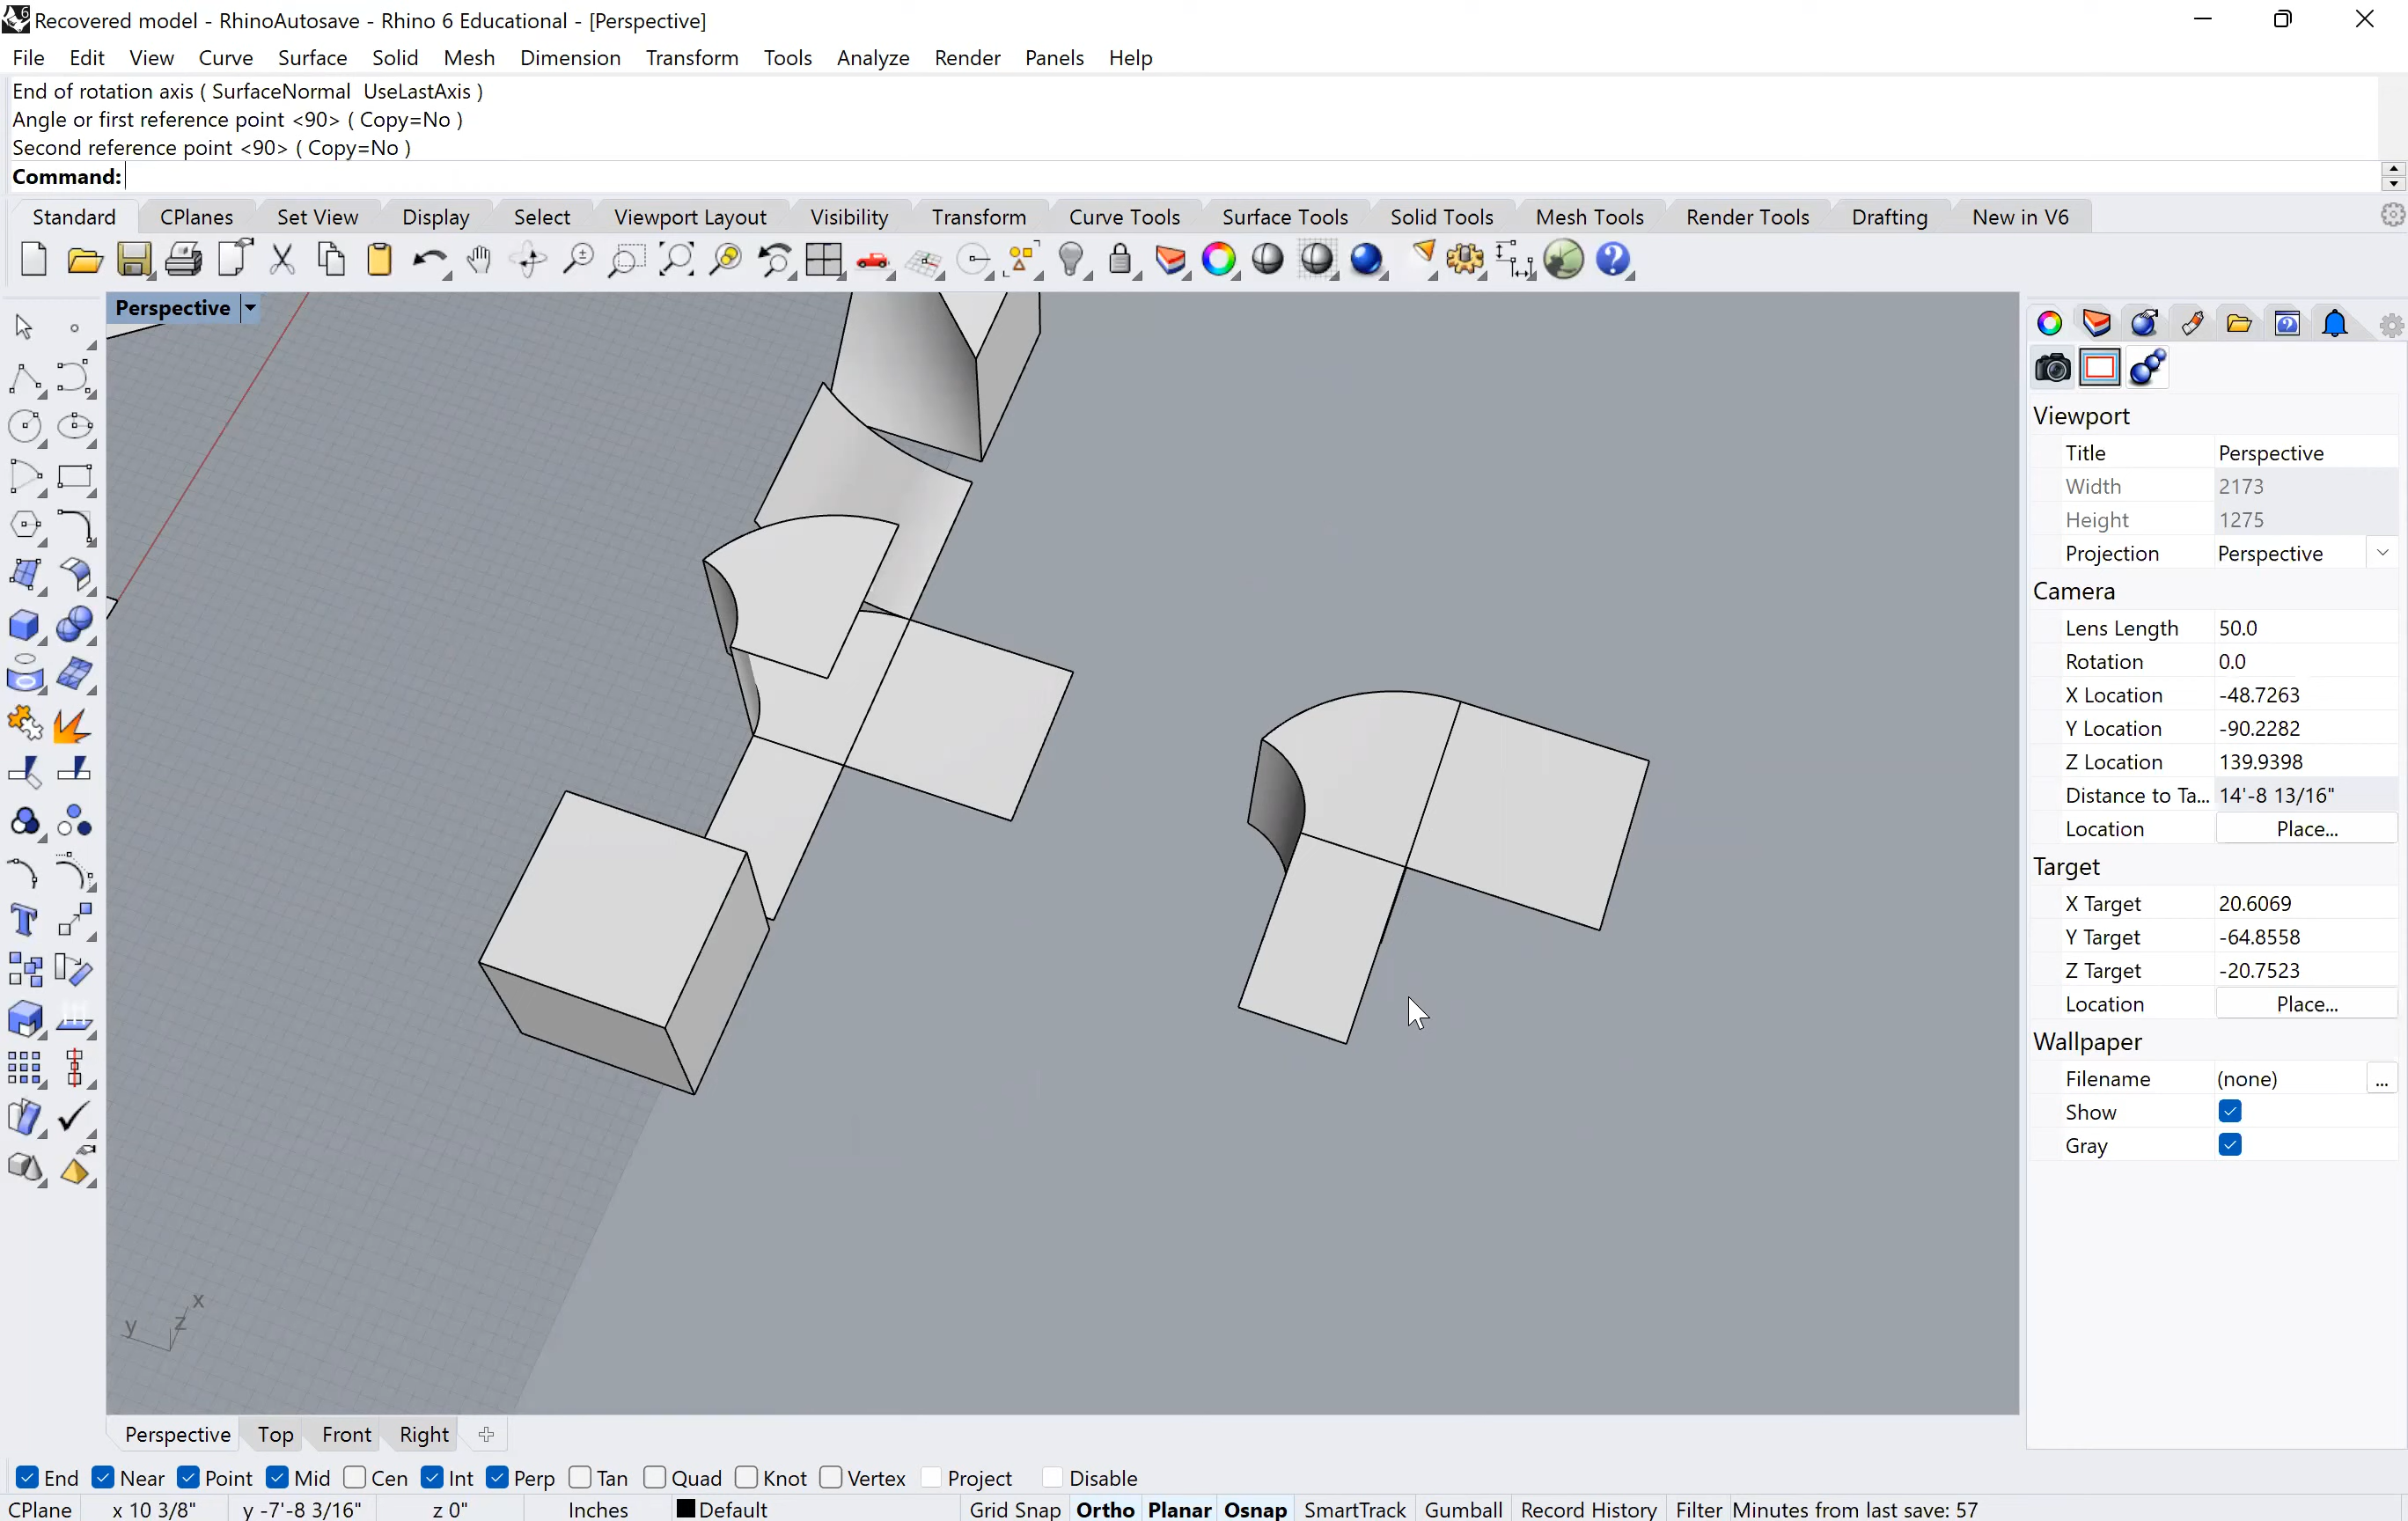 Recovered model - RhinoAutosave - Rhino 6 Educational - [Perspective]
File Edit View Curve Surface Solid Mesh Dimension Transform Tools Analyze Render Panels Help
End of rotation axis ( SurfaceNormal UseLastAxis )
Angle or first reference point <90> ( Copy=No )
Second reference point <90> ( Copy=No )
Command:
Standard CPlanes Set View Display Select Viewport Layout Visibility Transform Curve Tools Surface Tools Solid Tools Mesh Tools Render Tools Drafting New in V6
Perspective
Viewport
Title Perspective
Width 2173
Height 1275
Projection Perspective
Camera
Lens Length 50.0
Rotation 0.0
X Location -48.7263
Y Location -90.2282
Z Location 139.9398
Distance to Ta... 14'-8 13/16"
Location Place...
Target
X Target 20.6069
Y Target -64.8558
Z Target -20.7523
Location Place...
Wallpaper
Filename (none) ...
Show
Gray
x
y z
Perspective Top Front Right
End Near Point Mid Cen Int Perp Tan Quad Knot Vertex Project Disable
CPlane x 10 3/8" y -7'-8 3/16" z 0" Inches Default Grid Snap Ortho Planar Osnap SmartTrack Gumball Record History Filter Minutes from last save: 57